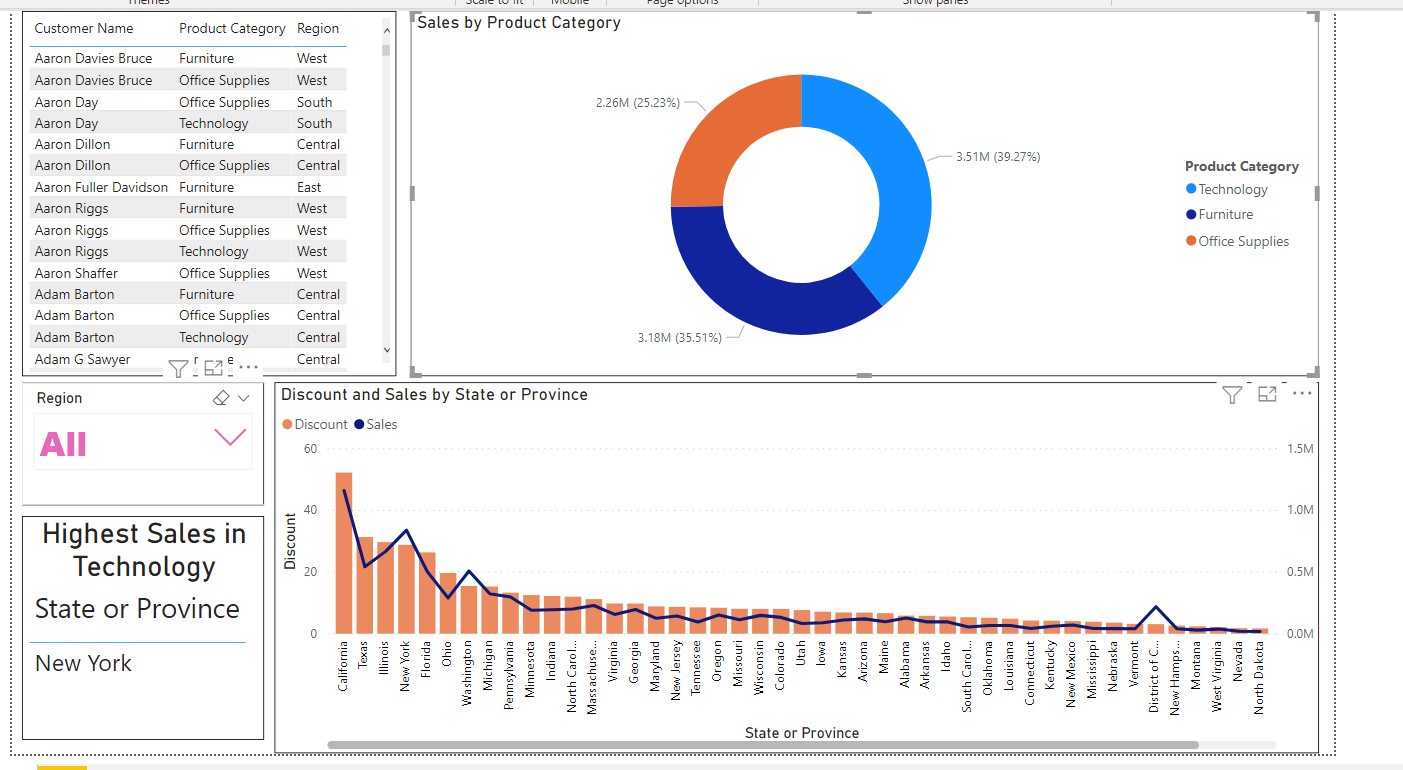 Themes Scale to fit Mobile Page options Show panes
Customer Name Product Category Region
Aaron Davies Bruce Furniture West
Aaron Davies Bruce Office Supplies West
Aaron Day Office Supplies South
Aaron Day Technology South
Aaron Dillon Furniture Central
Aaron Dillon Office Supplies Central
Aaron Fuller Davidson Furniture East
Aaron Riggs Furniture West
Aaron Riggs Office Supplies West
Aaron Riggs Technology West
Aaron Shaffer Office Supplies West
Adam Barton Furniture Central
Adam Barton Office Supplies Central
Adam Barton Technology Central
Adam G Sawyer Central
Sales by Product Category
2.26M (25.23%)
3.51M (39.27%)
3.18M (35.51%)
Product Category
Technology
Furniture
Office Supplies
Region
All
Highest Sales in
Technology
State or Province
New York
Discount and Sales by State or Province
Discount Sales
60
40
20
0
Discount
1.5M
1.0M
0.5M
0.0M
California
Texas
Illinois
New York
Florida
Ohio
Washington
Michigan
Pennsylvania
Minnesota
Indiana
North Carol...
Massachuse...
Virginia
Georgia
Maryland
New Jersey
Tennessee
Oregon
Missouri
Wisconsin
Colorado
Utah
Iowa
Kansas
Arizona
Maine
Alabama
Arkansas
Idaho
South Carol...
Oklahoma
Louisiana
Connecticut
Kentucky
New Mexico
Mississippi
Nebraska
Vermont
District of C...
New Hamps...
Montana
West Virginia
Nevada
North Dakota
State or Province